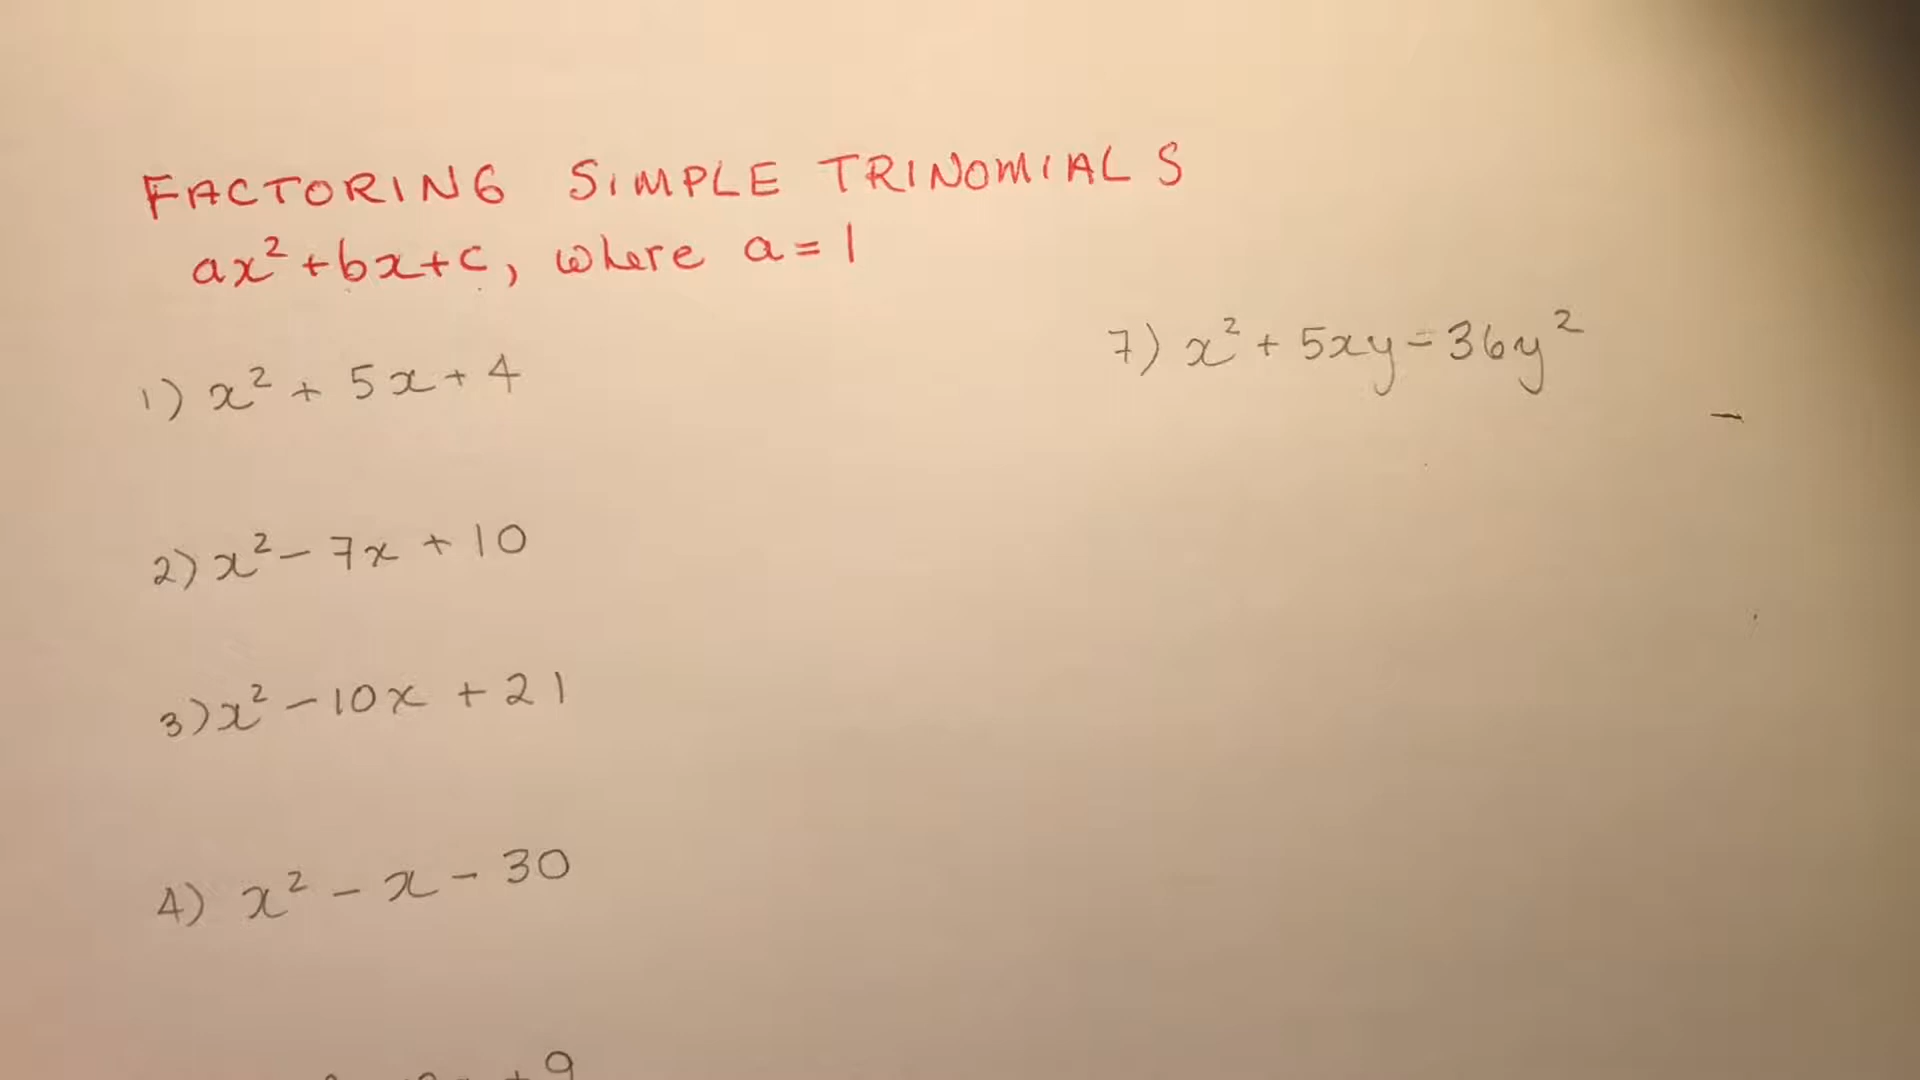 FACTORING SIMPLE TRINOMIALS
ax² + bx + c, where a = 1
1) x² + 5x + 4
2) x² - 7x + 10
3) x² - 10x + 21
4) x² - x - 30
+ 9
7) x² + 5xy = 36y²